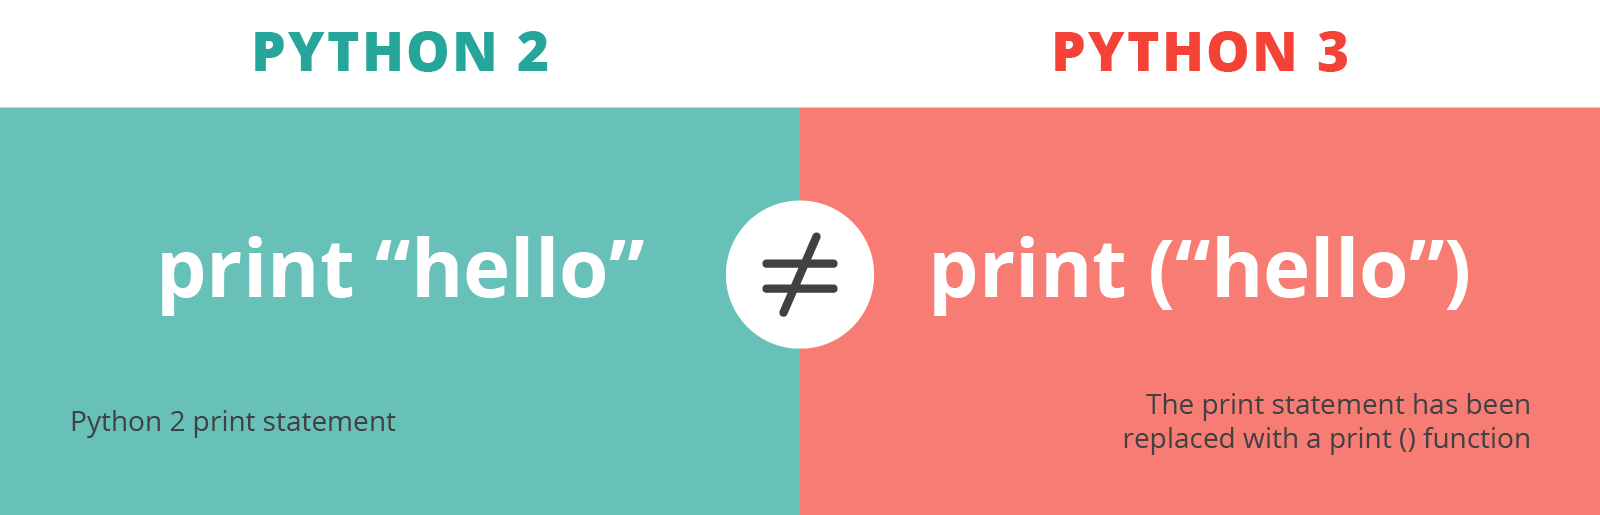 PYTHON 2
PYTHON 3
print “hello”
≠
print (“hello”)
Python 2 print statement
The print statement has been
replaced with a print () function